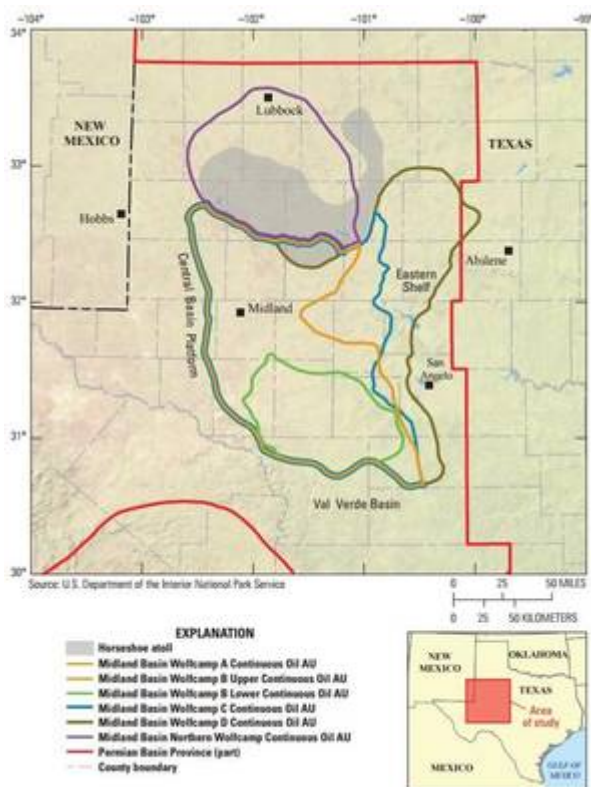 –104° –103° –102° –101° –100° –99°
34°
Lubbock
NEW
MEXICO
TEXAS
33°
Hobbs
Abilene
Eastern
Shelf
Central Basin Platform
32°
Midland
San
Angelo
31°
Val Verde Basin
30°
Source: U.S. Department of the Interior National Park Service
0 25 50 MILES
0 25 50 KILOMETERS
EXPLANATION
Horseshoe atoll
Midland Basin Wolfcamp A Continuous Oil AU
Midland Basin Wolfcamp B Upper Continuous Oil AU
Midland Basin Wolfcamp B Lower Continuous Oil AU
Midland Basin Wolfcamp C Continuous Oil AU
Midland Basin Wolfcamp D Continuous Oil AU
Midland Basin Northern Wolfcamp Continuous Oil AU
Permian Basin Province (part)
County boundary
NEW
MEXICO
OKLAHOMA
TEXAS
Area
of study
MEXICO
GULF OF
MEXICO